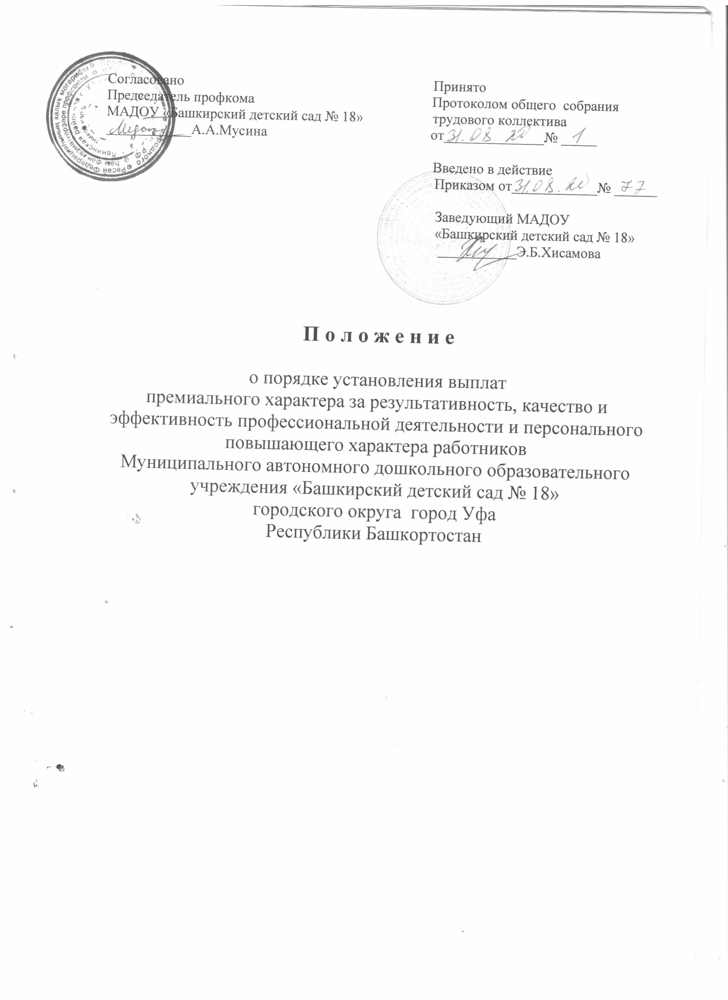 Согласовано
Председатель профкома
МАДОУ «Башкирский детский сад № 18»
____________А.А.Мусина
Принято
Протоколом общего собрания
трудового коллектива
от 31.08.20 № 1
Введено в действие
Приказом от 31.08.20 № 77
Заведующий МАДОУ
«Башкирский детский сад № 18»
___________Э.Б.Хисамова
П о л о ж е н и е
о порядке установления выплат
премиального характера за результативность, качество и
эффективность профессиональной деятельности и персонального
повышающего характера работников
Муниципального автономного дошкольного образовательного
учреждения «Башкирский детский сад № 18»
городского округа город Уфа
Республики Башкортостан